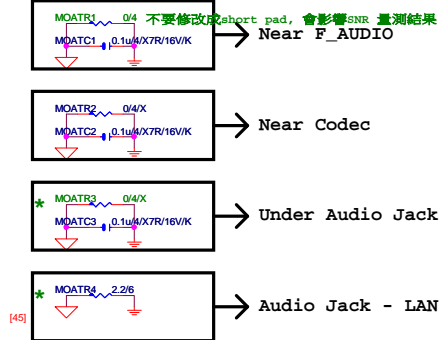 MOATR1 0/4 不要修改成short pad, 會影響SNR 量測結果
MOATC1 0.1u/4/X7R/16V/K
Near F_AUDIO
MOATR2 0/4/X
MOATC2 0.1u/4/X7R/16V/K
Near Codec
* MOATR3 0/4/X
MOATC3 0.1u/4/X7R/16V/K
Under Audio Jack
* MOATR4 2.2/6
Audio Jack - LAN
[45]